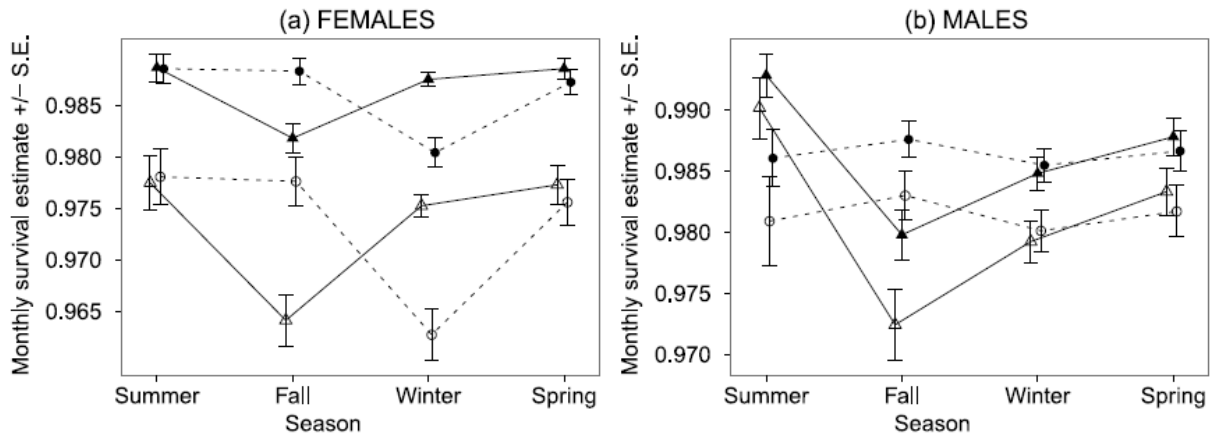 (a) FEMALES
Monthly survival estimate +/− S.E.
0.985
0.980
0.975
0.970
0.965
Summer Fall Winter Spring
Season
(b) MALES
Monthly survival estimate +/− S.E.
0.990
0.985
0.980
0.975
0.970
Summer Fall Winter Spring
Season